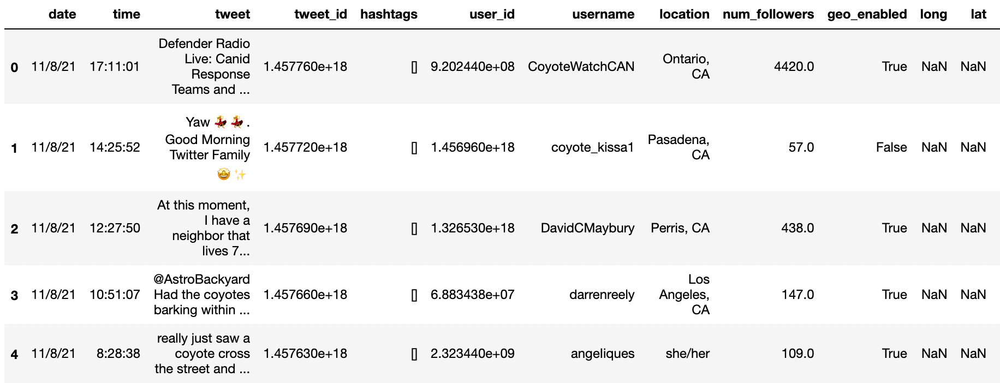 date time tweet tweet_id hashtags user_id username location num_followers geo_enabled long lat
0 11/8/21 17:11:01 Defender Radio Live: Canid Response Teams and ... 1.457760e+18 [] 9.202440e+08 CoyoteWatchCAN Ontario, CA 4420.0 True NaN NaN
1 11/8/21 14:25:52 Yaw 💃💃. Good Morning Twitter Family 🤩✨ 1.457720e+18 [] 1.456960e+18 coyote_kissa1 Pasadena, CA 57.0 False NaN NaN
2 11/8/21 12:27:50 At this moment, I have a neighbor that lives 7... 1.457690e+18 [] 1.326530e+18 DavidCMaybury Perris, CA 438.0 True NaN NaN
3 11/8/21 10:51:07 @AstroBackyard Had the coyotes barking within ... 1.457660e+18 [] 6.883438e+07 darrenreely Los Angeles, CA 147.0 True NaN NaN
4 11/8/21 8:28:38 really just saw a coyote cross the street and ... 1.457630e+18 [] 2.323440e+09 angeliques she/her 109.0 True NaN NaN